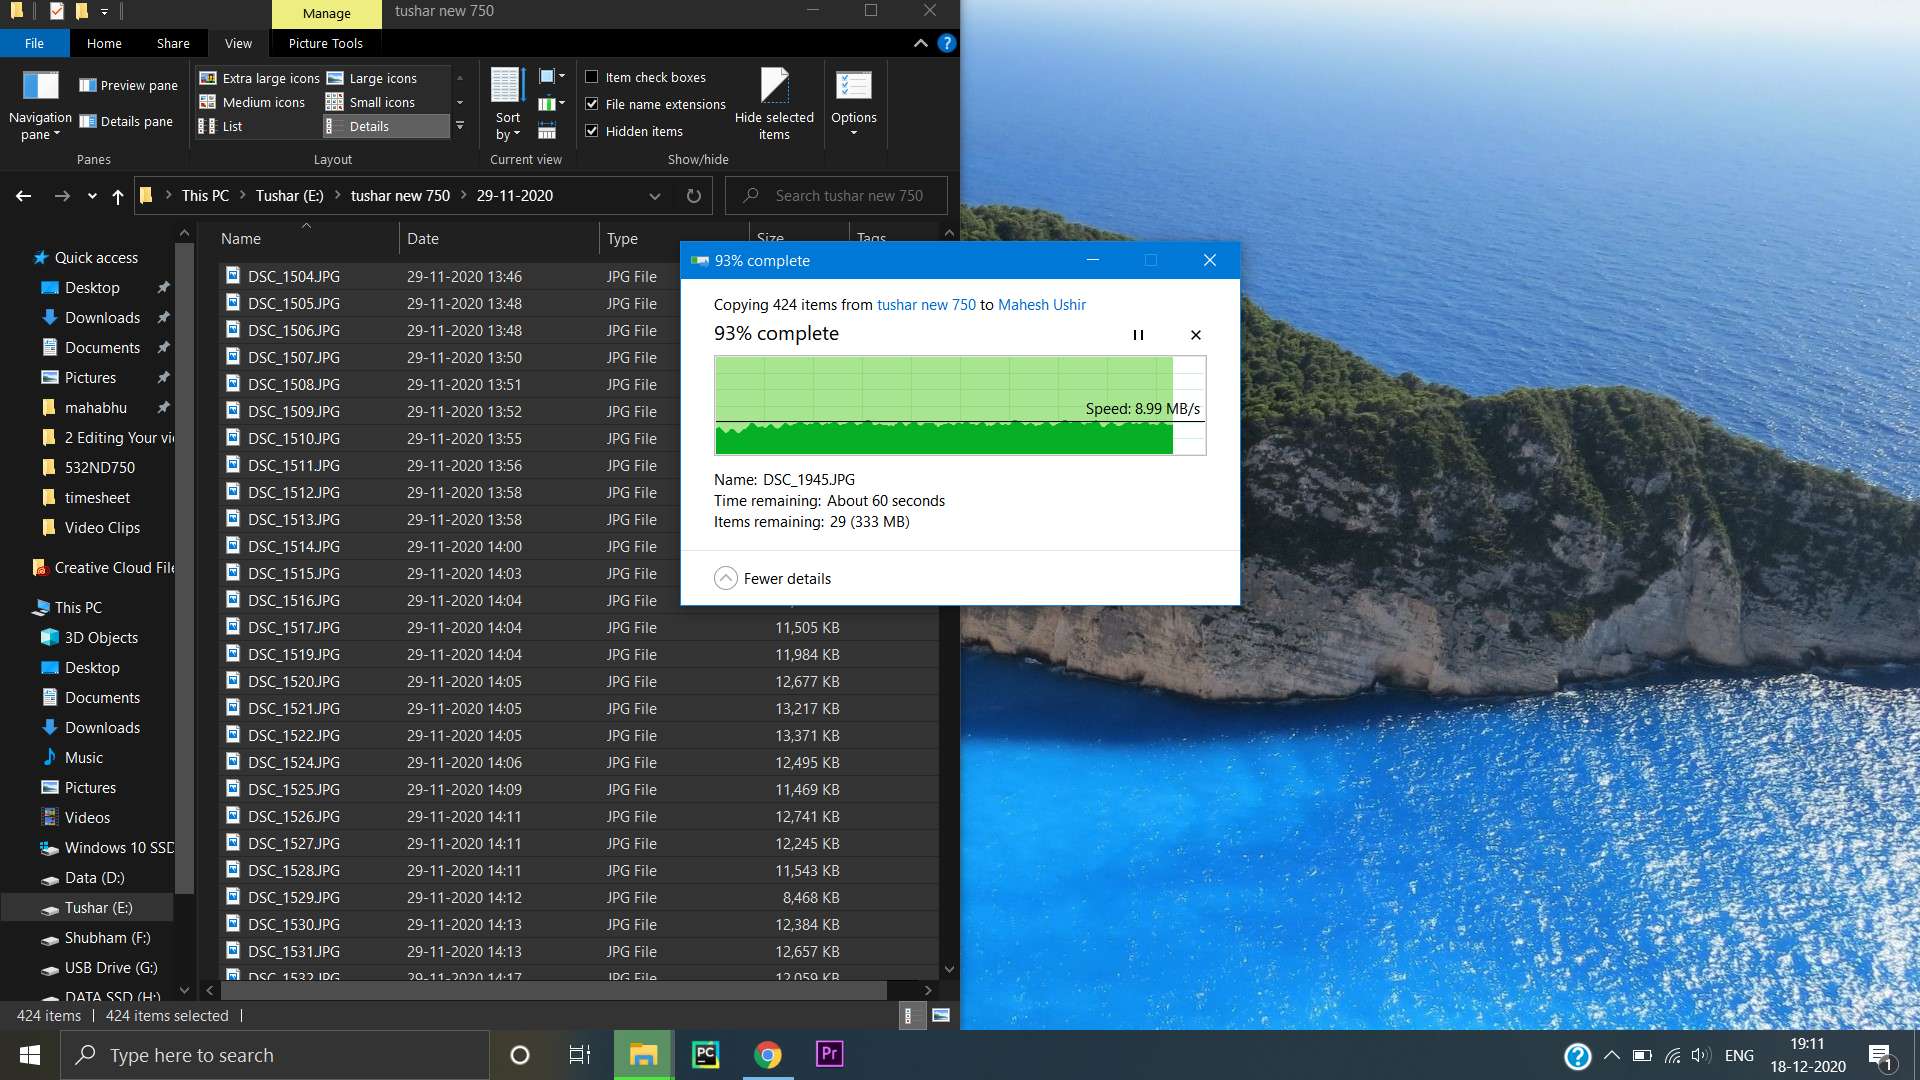 Manage
tushar new 750
File
Home
Share
View
Picture Tools
Navigation pane
Preview pane
Details pane
Panes
Extra large icons
Large icons
Medium icons
Small icons
List
Details
Layout
Sort by
Current view
Item check boxes
File name extensions
Hidden items
Hide selected items
Show/hide
Options
This PC
Tushar (E:)
tushar new 750
29-11-2020
Search tushar new 750
Quick access
Desktop
Downloads
Documents
Pictures
mahabhu
2 Editing Your vi
532ND750
timesheet
Video Clips
Creative Cloud File
This PC
3D Objects
Desktop
Documents
Downloads
Music
Pictures
Videos
Windows 10 SSD
Data (D:)
Tushar (E:)
Shubham (F:)
USB Drive (G:)
DATA SSD (H:)
Name Date Type Size Tags
DSC_1504.JPG 29-11-2020 13:46 JPG File
DSC_1505.JPG 29-11-2020 13:48 JPG File
DSC_1506.JPG 29-11-2020 13:48 JPG File
DSC_1507.JPG 29-11-2020 13:50 JPG File
DSC_1508.JPG 29-11-2020 13:51 JPG File
DSC_1509.JPG 29-11-2020 13:52 JPG File
DSC_1510.JPG 29-11-2020 13:55 JPG File
DSC_1511.JPG 29-11-2020 13:56 JPG File
DSC_1512.JPG 29-11-2020 13:58 JPG File
DSC_1513.JPG 29-11-2020 13:58 JPG File
DSC_1514.JPG 29-11-2020 14:00 JPG File
DSC_1515.JPG 29-11-2020 14:03 JPG File
DSC_1516.JPG 29-11-2020 14:04 JPG File
DSC_1517.JPG 29-11-2020 14:04 JPG File 11,505 KB
DSC_1519.JPG 29-11-2020 14:04 JPG File 11,984 KB
DSC_1520.JPG 29-11-2020 14:05 JPG File 12,677 KB
DSC_1521.JPG 29-11-2020 14:05 JPG File 13,217 KB
DSC_1522.JPG 29-11-2020 14:05 JPG File 13,371 KB
DSC_1524.JPG 29-11-2020 14:06 JPG File 12,495 KB
DSC_1525.JPG 29-11-2020 14:09 JPG File 11,469 KB
DSC_1526.JPG 29-11-2020 14:11 JPG File 12,741 KB
DSC_1527.JPG 29-11-2020 14:11 JPG File 12,245 KB
DSC_1528.JPG 29-11-2020 14:11 JPG File 11,543 KB
DSC_1529.JPG 29-11-2020 14:12 JPG File 8,468 KB
DSC_1530.JPG 29-11-2020 14:13 JPG File 12,384 KB
DSC_1531.JPG 29-11-2020 14:13 JPG File 12,657 KB
DSC_1532.JPG 29-11-2020 14:17 JPG File 12,059 KB
93% complete
Copying 424 items from tushar new 750 to Mahesh Ushir
93% complete
Speed: 8.99 MB/s
Name: DSC_1945.JPG
Time remaining: About 60 seconds
Items remaining: 29 (333 MB)
Fewer details
424 items
424 items selected
Type here to search
PC
Pr
ENG
19:11
18-12-2020
1